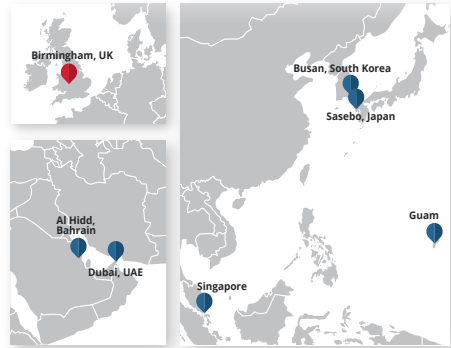 Birmingham, UK
Busan, South Korea
Sasebo, Japan
Al Hidd,
Bahrain
Dubai, UAE
Guam
Singapore